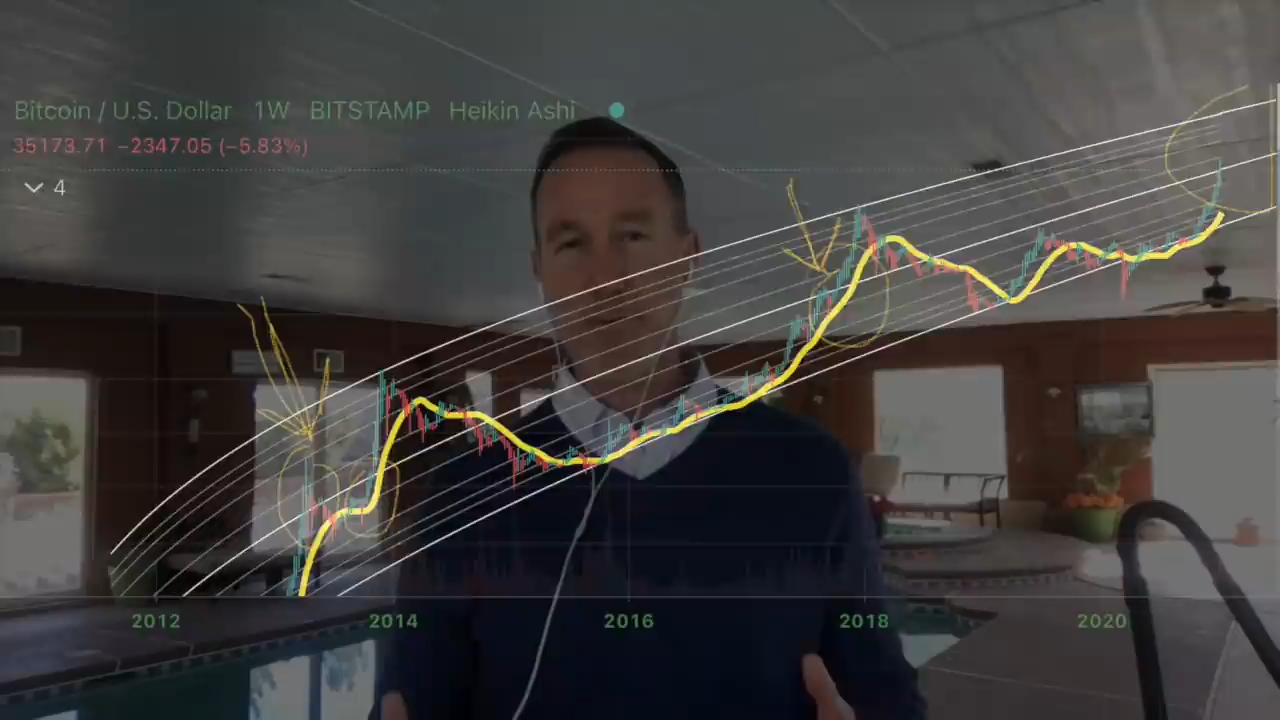 Bitcoin / U.S. Dollar 1W BITSTAMP Heikin Ashi
35173.71 −2347.05 (−5.83%)
4
2012 2014 2016 2018 2020